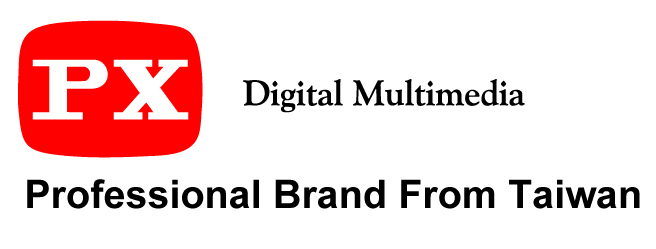 PX
Digital Multimedia
Professional Brand From Taiwan